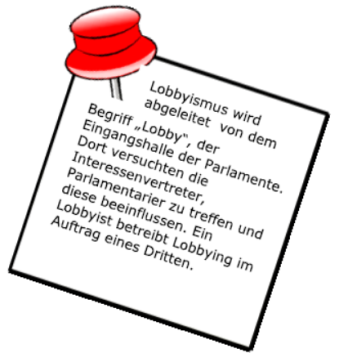 Lobbyismus wird
abgeleitet von dem
Begriff „Lobby“, der
Eingangshalle der Parlamente.
Dort versuchten die
Interessenvertreter,
Parlamentarier zu treffen und
diese beeinflussen. Ein
Lobbyist betreibt Lobbying im
Auftrag eines Dritten.